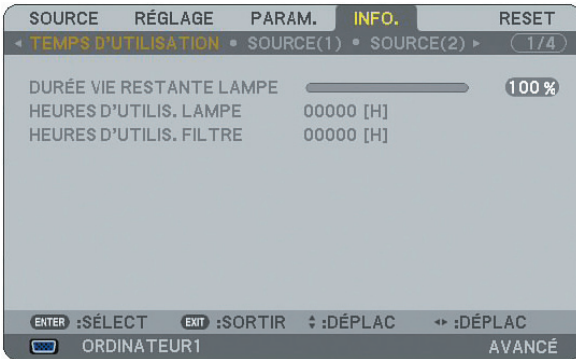 SOURCE RÉGLAGE PARAM. INFO. RESET
◂ TEMPS D'UTILISATION • SOURCE(1) • SOURCE(2) ▸ 1/4
DURÉE VIE RESTANTE LAMPE 100 %
HEURES D'UTILIS. LAMPE 00000 [H]
HEURES D'UTILIS. FILTRE 00000 [H]
ENTER :SÉLECT EXIT :SORTIR :DÉPLAC :DÉPLAC
ORDINATEUR1 AVANCÉ